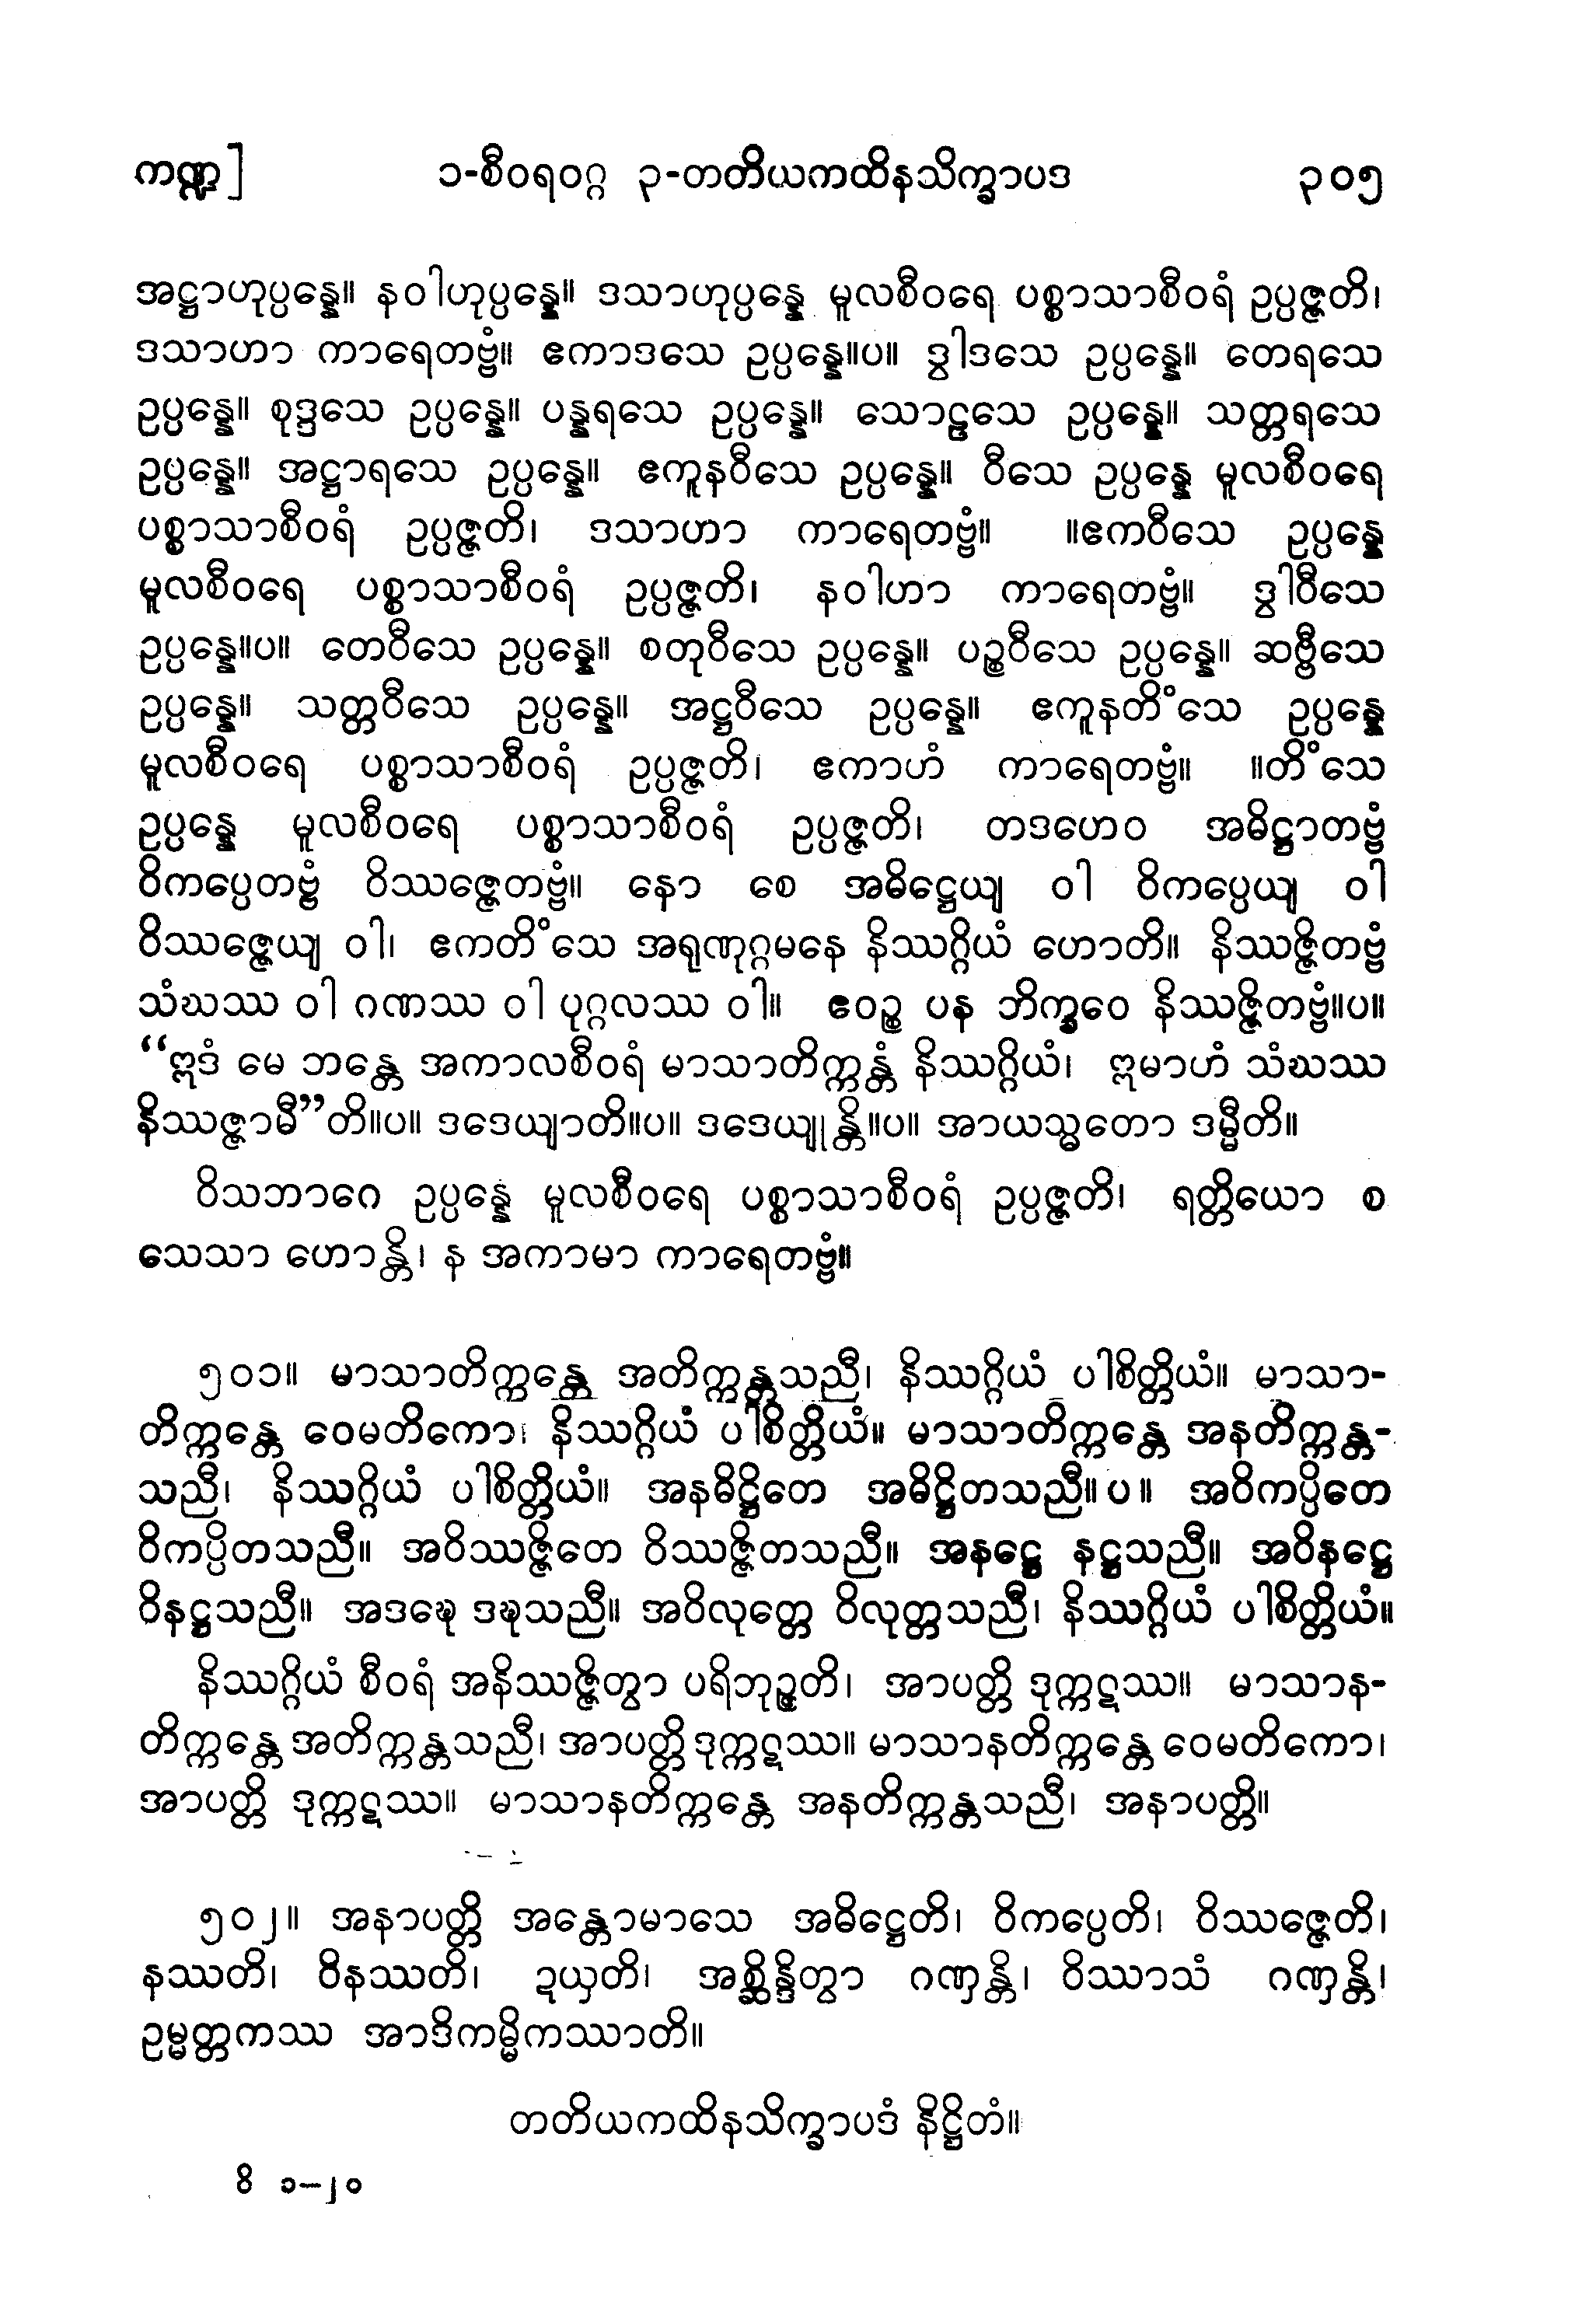 ကဏ္ဍ]	၁-စီဝရဝဂ္ဂ ၃-တတိယကထိနသိက္ခာပဒ	၃၀၅
အဋ္ဌာဟုပ္ပန္နေ။ နဝါဟုပ္ပန္နေ။ ဒသာဟုပ္ပန္နေ မူလစီဝရေ ပစ္စာသာစီဝရံ ဥပ္ပဇ္ဇတိ၊
ဒသာဟာ ကာရေတဗ္ဗံ။ ဧကာဒသေ ဥပ္ပန္နေ။ပ။ ဒွါဒသေ ဥပ္ပန္နေ။ တေရသေ
ဥပ္ပန္နေ။ စုဒ္ဒသေ ဥပ္ပန္နေ။ ပန္နရသေ ဥပ္ပန္နေ။ သောဠသေ ဥပ္ပန္နေ။ သတ္တရသေ
ဥပ္ပန္နေ။ အဋ္ဌာရသေ ဥပ္ပန္နေ။ ဧကူနဝီသေ ဥပ္ပန္နေ။ ဝီသေ ဥပ္ပန္နေ မူလစီဝရေ
ပစ္စာသာစီဝရံ ဥပ္ပဇ္ဇတိ၊ ဒသာဟာ ကာရေတဗ္ဗံ။ ။ဧကဝီသေ ဥပ္ပန္နေ
မူလစီဝရေ ပစ္စာသာစီဝရံ ဥပ္ပဇ္ဇတိ၊ နဝါဟာ ကာရေတဗ္ဗံ။ ဒွါဝီသေ
ဥပ္ပန္နေ။ပ။ တေဝီသေ ဥပ္ပန္နေ။ စတုဝီသေ ဥပ္ပန္နေ။ ပဉ္စဝီသေ ဥပ္ပန္နေ။ ဆဗ္ဗီသေ
ဥပ္ပန္နေ။ သတ္တဝီသေ ဥပ္ပန္နေ။ အဋ္ဌဝီသေ ဥပ္ပန္နေ။ ဧကူနတိံသေ ဥပ္ပန္နေ
မူလစီဝရေ ပစ္စာသာစီဝရံ ဥပ္ပဇ္ဇတိ၊ ဧကာဟံ ကာရေတဗ္ဗံ။ ။တိံသေ
ဥပ္ပန္နေ မူလစီဝရေ ပစ္စာသာစီဝရံ ဥပ္ပဇ္ဇတိ၊ တဒဟေဝ အဓိဋ္ဌာတဗ္ဗံ
ဝိကပ္ပေတဗ္ဗံ ဝိဿဇ္ဇေတဗ္ဗံ။ နော စေ အဓိဋ္ဌေယျ ဝါ ဝိကပ္ပေယျ ဝါ
ဝိဿဇ္ဇေယျ ဝါ၊ ဧကတိံသေ အရုဏုဂ္ဂမနေ နိဿဂ္ဂိယံ ဟောတိ။ နိဿဇ္ဇိတဗ္ဗံ
သံဃဿ ဝါ ဂဏဿ ဝါ ပုဂ္ဂလဿ ဝါ။ ဧဝဉ္စ ပန ဘိက္ခဝေ နိဿဇ္ဇိတဗ္ဗံ။ပ။
“ဣဒံ မေ ဘန္တေ အကာလစီဝရံ မာသာတိက္ကန္တံ နိဿဂ္ဂိယံ၊ ဣမာဟံ သံဃဿ
နိဿဇ္ဇာမီ”တိ။ပ။ ဒဒေယျာတိ။ပ။ ဒဒေယျုန္တိ။ပ။ အာယသ္မတော ဒမ္မီတိ။
ဝိသဘာဂေ ဥပ္ပန္နေ မူလစီဝရေ ပစ္စာသာစီဝရံ ဥပ္ပဇ္ဇတိ၊ ရတ္တိယော စ
သေသာ ဟောန္တိ၊ န အကာမာ ကာရေတဗ္ဗံ။
၅၀၁။ မာသာတိက္ကန္တေ အတိက္ကန္တသညီ၊ နိဿဂ္ဂိယံ ပါစိတ္တိယံ။ မာသာ-
တိက္ကန္တေ ဝေမတိကော၊ နိဿဂ္ဂိယံ ပါစိတ္တိယံ။ မာသာတိက္ကန္တေ အနတိက္ကန္တ-
သညီ၊ နိဿဂ္ဂိယံ ပါစိတ္တိယံ။ အနဓိဋ္ဌိတေ အဓိဋ္ဌိတသညီ။ပ။ အဝိကပ္ပိတေ
ဝိကပ္ပိတသညီ။ အဝိဿဇ္ဇိတေ ဝိဿဇ္ဇိတသညီ။ အနဋ္ဌေ နဋ္ဌသညီ။ အဝိနဋ္ဌေ
ဝိနဋ္ဌသညီ။ အဒဍ္ဎေ ဒဍ္ဎသညီ။ အဝိလုတ္တေ ဝိလုတ္တသညီ၊ နိဿဂ္ဂိယံ ပါစိတ္တိယံ။
နိဿဂ္ဂိယံ စီဝရံ အနိဿဇ္ဇိတွာ ပရိဘုဉ္ဇတိ၊ အာပတ္တိ ဒုက္ကဋဿ။ မာသာန-
တိက္ကန္တေ အတိက္ကန္တသညီ၊ အာပတ္တိ ဒုက္ကဋဿ။ မာသာနတိက္ကန္တေ ဝေမတိကော၊
အာပတ္တိ ဒုက္ကဋဿ။ မာသာနတိက္ကန္တေ အနတိက္ကန္တသညီ၊ အနာပတ္တိ။
၅၀၂။ အနာပတ္တိ အန္တောမာသေ အဓိဋ္ဌေတိ၊ ဝိကပ္ပေတိ၊ ဝိဿဇ္ဇေတိ၊
နဿတိ၊ ဝိနဿတိ၊ ဍယှတိ၊ အစ္ဆိန္ဒိတွာ ဂဏှန္တိ၊ ဝိဿာသံ ဂဏှန္တိ၊
ဥမ္မတ္တကဿ အာဒိကမ္မိကဿာတိ။
တတိယကထိနသိက္ခာပဒံ နိဋ္ဌိတံ။
ဝိ ၁–၂၀